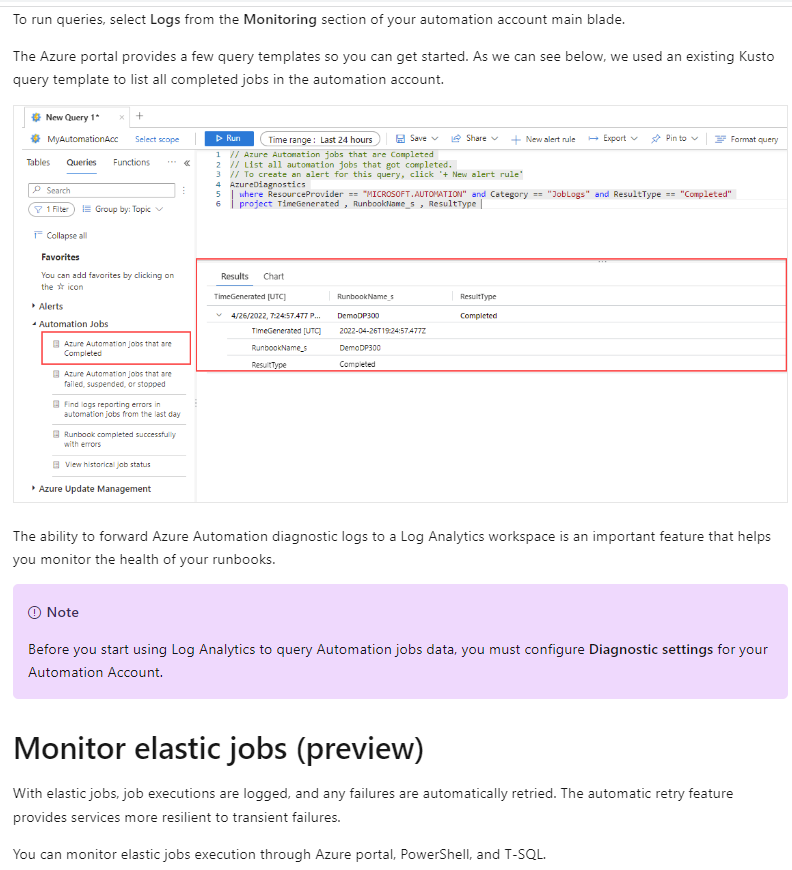 To run queries, select Logs from the Monitoring section of your automation account main blade.
The Azure portal provides a few query templates so you can get started. As we can see below, we used an existing Kusto
query template to list all completed jobs in the automation account.
New Query 1* × +
MyAutomationAcc Select scope Run Time range : Last 24 hours Save Share New alert rule Export Pin to Format query
Tables Queries Functions ··· «
Search
1 Filter Group by: Topic
Collapse all
Favorites
You can add favorites by clicking on
the ☆ icon
Alerts
Automation Jobs
Azure Automation jobs that are
Completed
Azure Automation jobs that are
failed, suspended, or stopped
Find logs reporting errors in
automation jobs from the last day
Runbook completed successfully
with errors
View historical job status
Azure Update Management
1 // Azure Automation jobs that are Completed
2 // List all automation jobs that got completed.
3 // To create an alert for this query, click '+ New alert rule'
4 AzureDiagnostics
5 | where ResourceProvider == "MICROSOFT.AUTOMATION" and Category == "JobLogs" and ResultType == "Completed"
6 | project TimeGenerated , RunbookName_s , ResultType
···
Results Chart
TimeGenerated [UTC] RunbookName_s ResultType
4/26/2022, 7:24:57.477 P... DemoDP300 Completed
TimeGenerated [UTC] 2022-04-26T19:24:57.477Z
RunbookName_s DemoDP300
ResultType Completed
The ability to forward Azure Automation diagnostic logs to a Log Analytics workspace is an important feature that helps
you monitor the health of your runbooks.
Note
Before you start using Log Analytics to query Automation jobs data, you must configure Diagnostic settings for your
Automation Account.
Monitor elastic jobs (preview)
With elastic jobs, job executions are logged, and any failures are automatically retried. The automatic retry feature
provides services more resilient to transient failures.
You can monitor elastic jobs execution through Azure portal, PowerShell, and T-SQL.